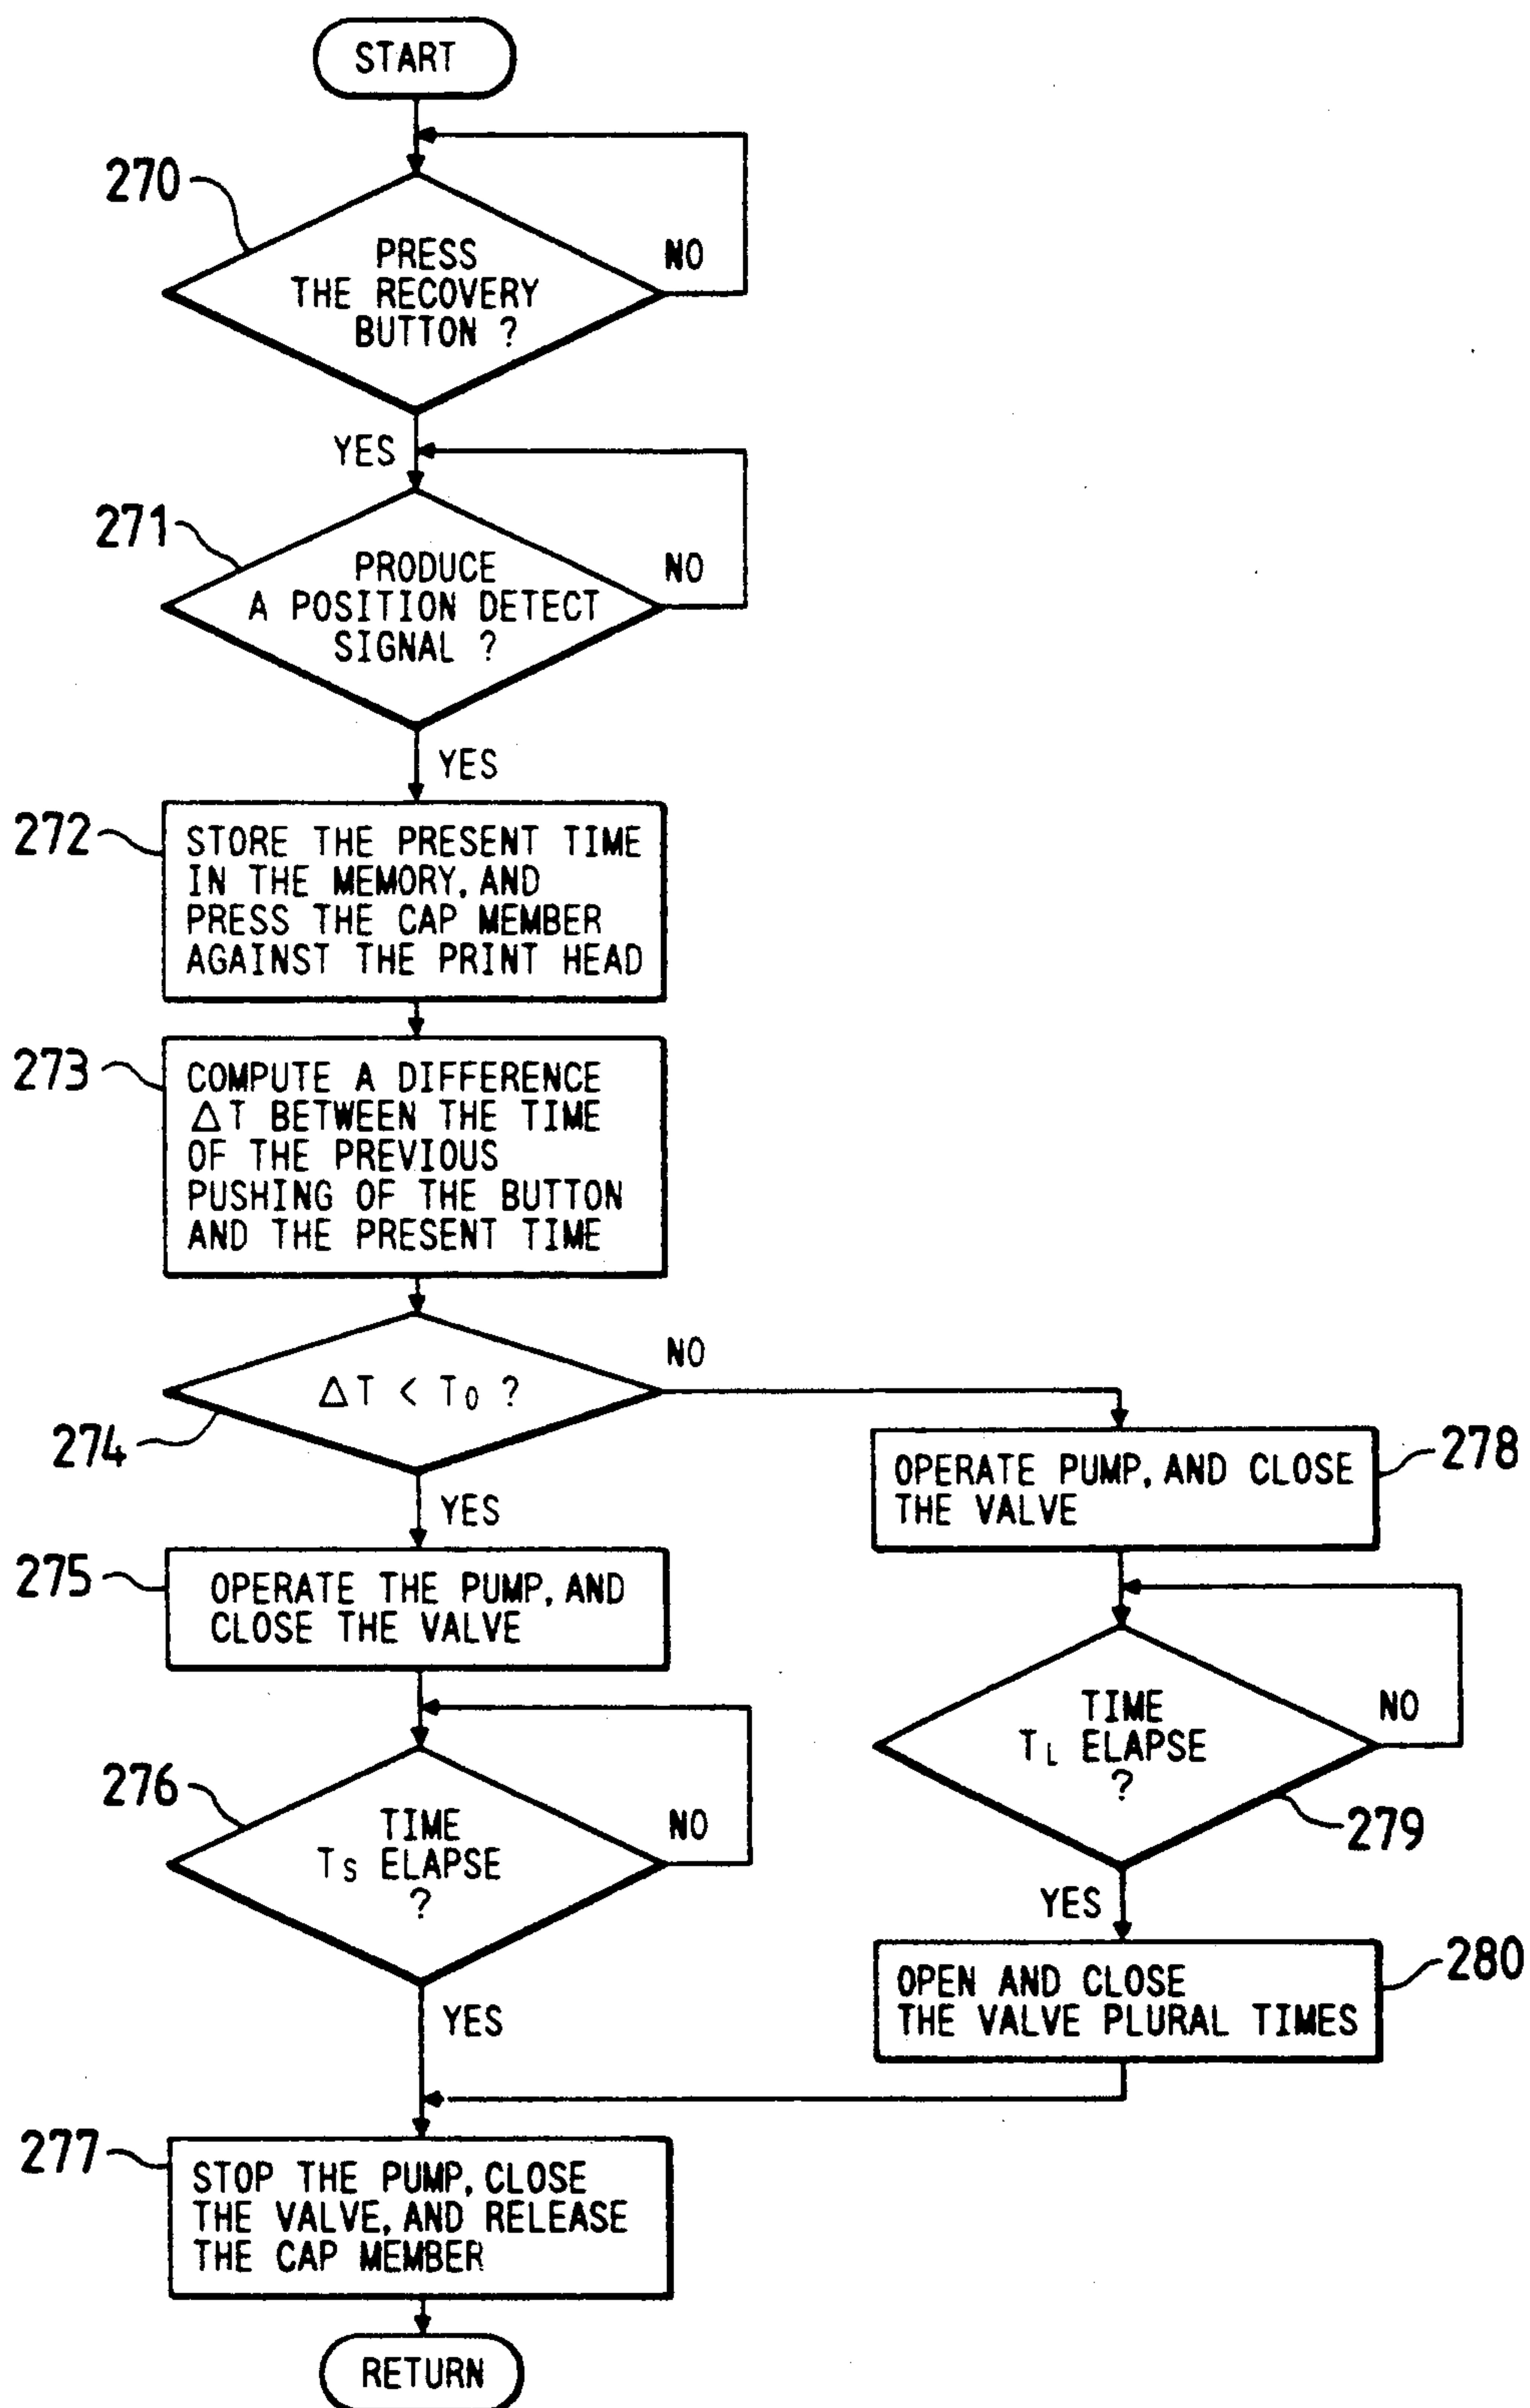 START
270
PRESS
THE RECOVERY
BUTTON ?
NO
YES
271
PRODUCE
A POSITION DETECT
SIGNAL ?
NO
YES
272
STORE THE PRESENT TIME
IN THE MEMORY, AND
PRESS THE CAP MEMBER
AGAINST THE PRINT HEAD
273
COMPUTE A DIFFERENCE
△T BETWEEN THE TIME
OF THE PREVIOUS
PUSHING OF THE BUTTON
AND THE PRESENT TIME
274
△T < T0 ?
NO
YES
275
OPERATE THE PUMP, AND
CLOSE THE VALVE
276
TIME
TS ELAPSE
?
NO
YES
278
OPERATE PUMP, AND CLOSE
THE VALVE
279
TIME
TL ELAPSE
?
NO
YES
280
OPEN AND CLOSE
THE VALVE PLURAL TIMES
277
STOP THE PUMP, CLOSE
THE VALVE, AND RELEASE
THE CAP MEMBER
RETURN